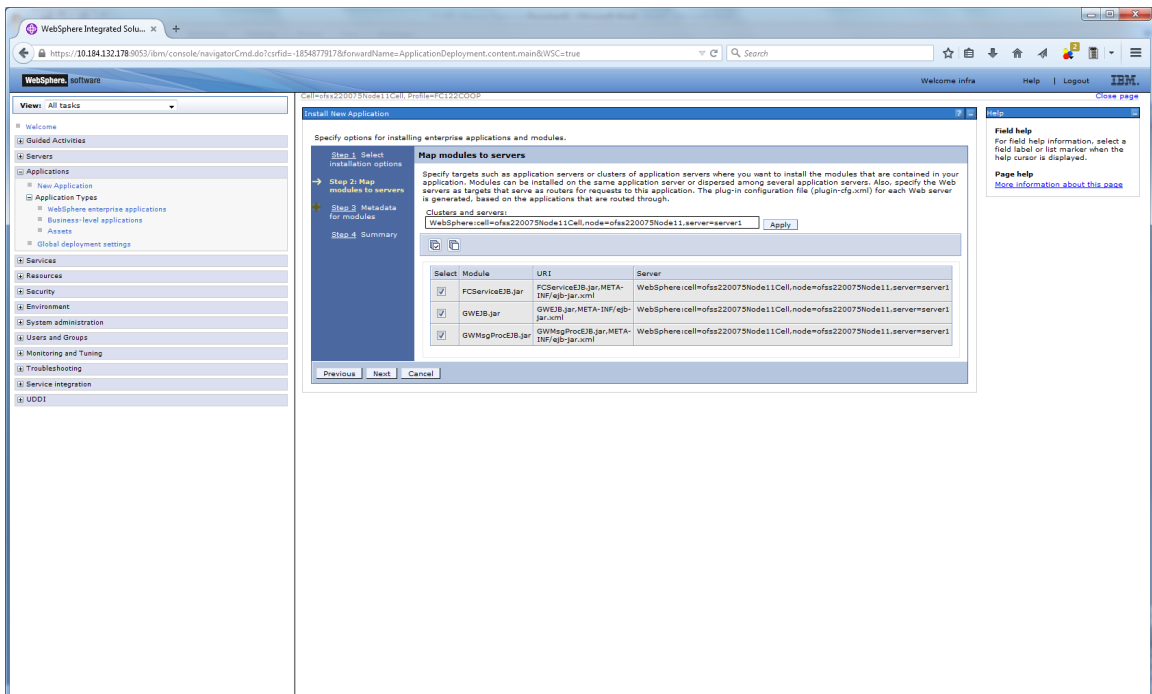 WebSphere Integrated Solu... × +
https://10.184.132.178:9053/ibm/console/navigatorCmd.do?csrfid=-1854877917&forwardName=ApplicationDeployment.content.main&WSC=true
Search
2
WebSphere. software
Welcome infra
Help | Logout
IBM.
View: All tasks
Cell=ofss220075Node11Cell, Profile=FC122COOP
Close page
Welcome
Guided Activities
Servers
Applications
New Application
Application Types
WebSphere enterprise applications
Business-level applications
Assets
Global deployment settings
Services
Resources
Security
Environment
System administration
Users and Groups
Monitoring and Tuning
Troubleshooting
Service integration
UDDI
Install New Application
Specify options for installing enterprise applications and modules.
Step 1 Select
installation options
Step 2: Map
modules to servers
Step 3 Metadata
for modules
Step 4 Summary
Map modules to servers
Specify targets such as application servers or clusters of application servers where you want to install the modules that are contained in your
application. Modules can be installed on the same application server or dispersed among several application servers. Also, specify the Web
servers as targets that serve as routers for requests to this application. The plug-in configuration file (plugin-cfg.xml) for each Web server
is generated, based on the applications that are routed through.
Clusters and servers:
WebSphere:cell=ofss220075Node11Cell,node=ofss220075Node11,server=server1
Apply
Select Module URI Server
FCServiceEJB.jar FCServiceEJB.jar,META-INF/ejb-jar.xml WebSphere:cell=ofss220075Node11Cell,node=ofss220075Node11,server=server1
GWEJB.jar GWEJB.jar,META-INF/ejb-jar.xml WebSphere:cell=ofss220075Node11Cell,node=ofss220075Node11,server=server1
GWMsgProcEJB.jar GWMsgProcEJB.jar,META-INF/ejb-jar.xml WebSphere:cell=ofss220075Node11Cell,node=ofss220075Node11,server=server1
Previous Next Cancel
Help
Field help
For field help information, select a
field label or list marker when the
help cursor is displayed.
Page help
More information about this page